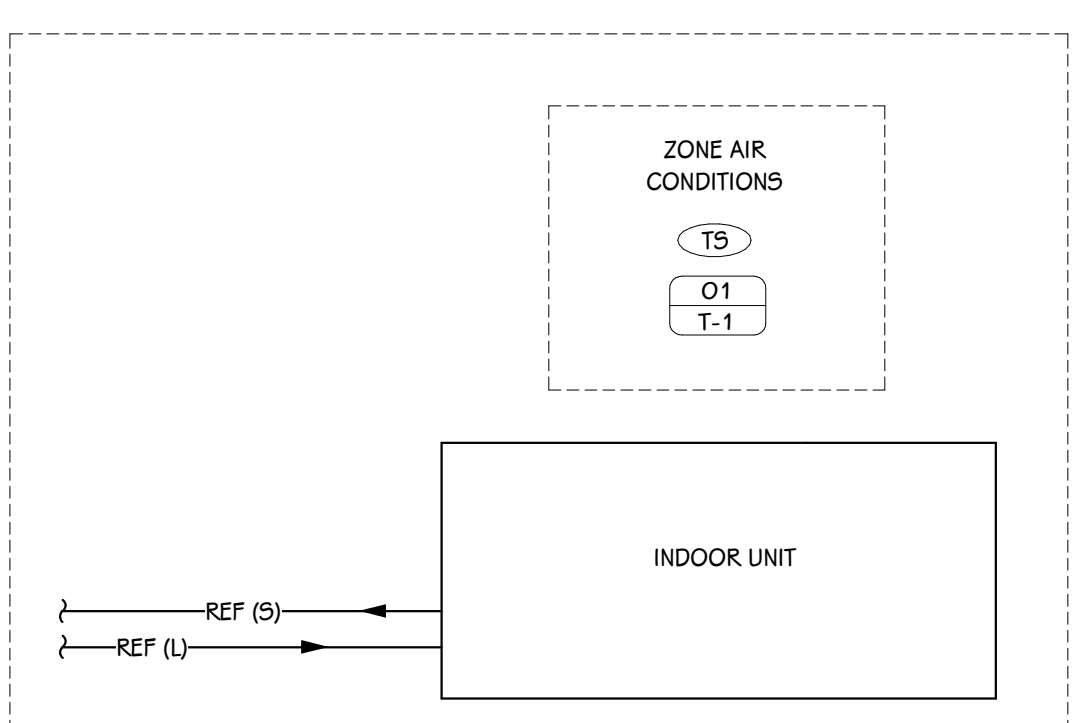 ZONE AIR
CONDITIONS
TS
01
T-1
INDOOR UNIT
REF (S)
REF (L)